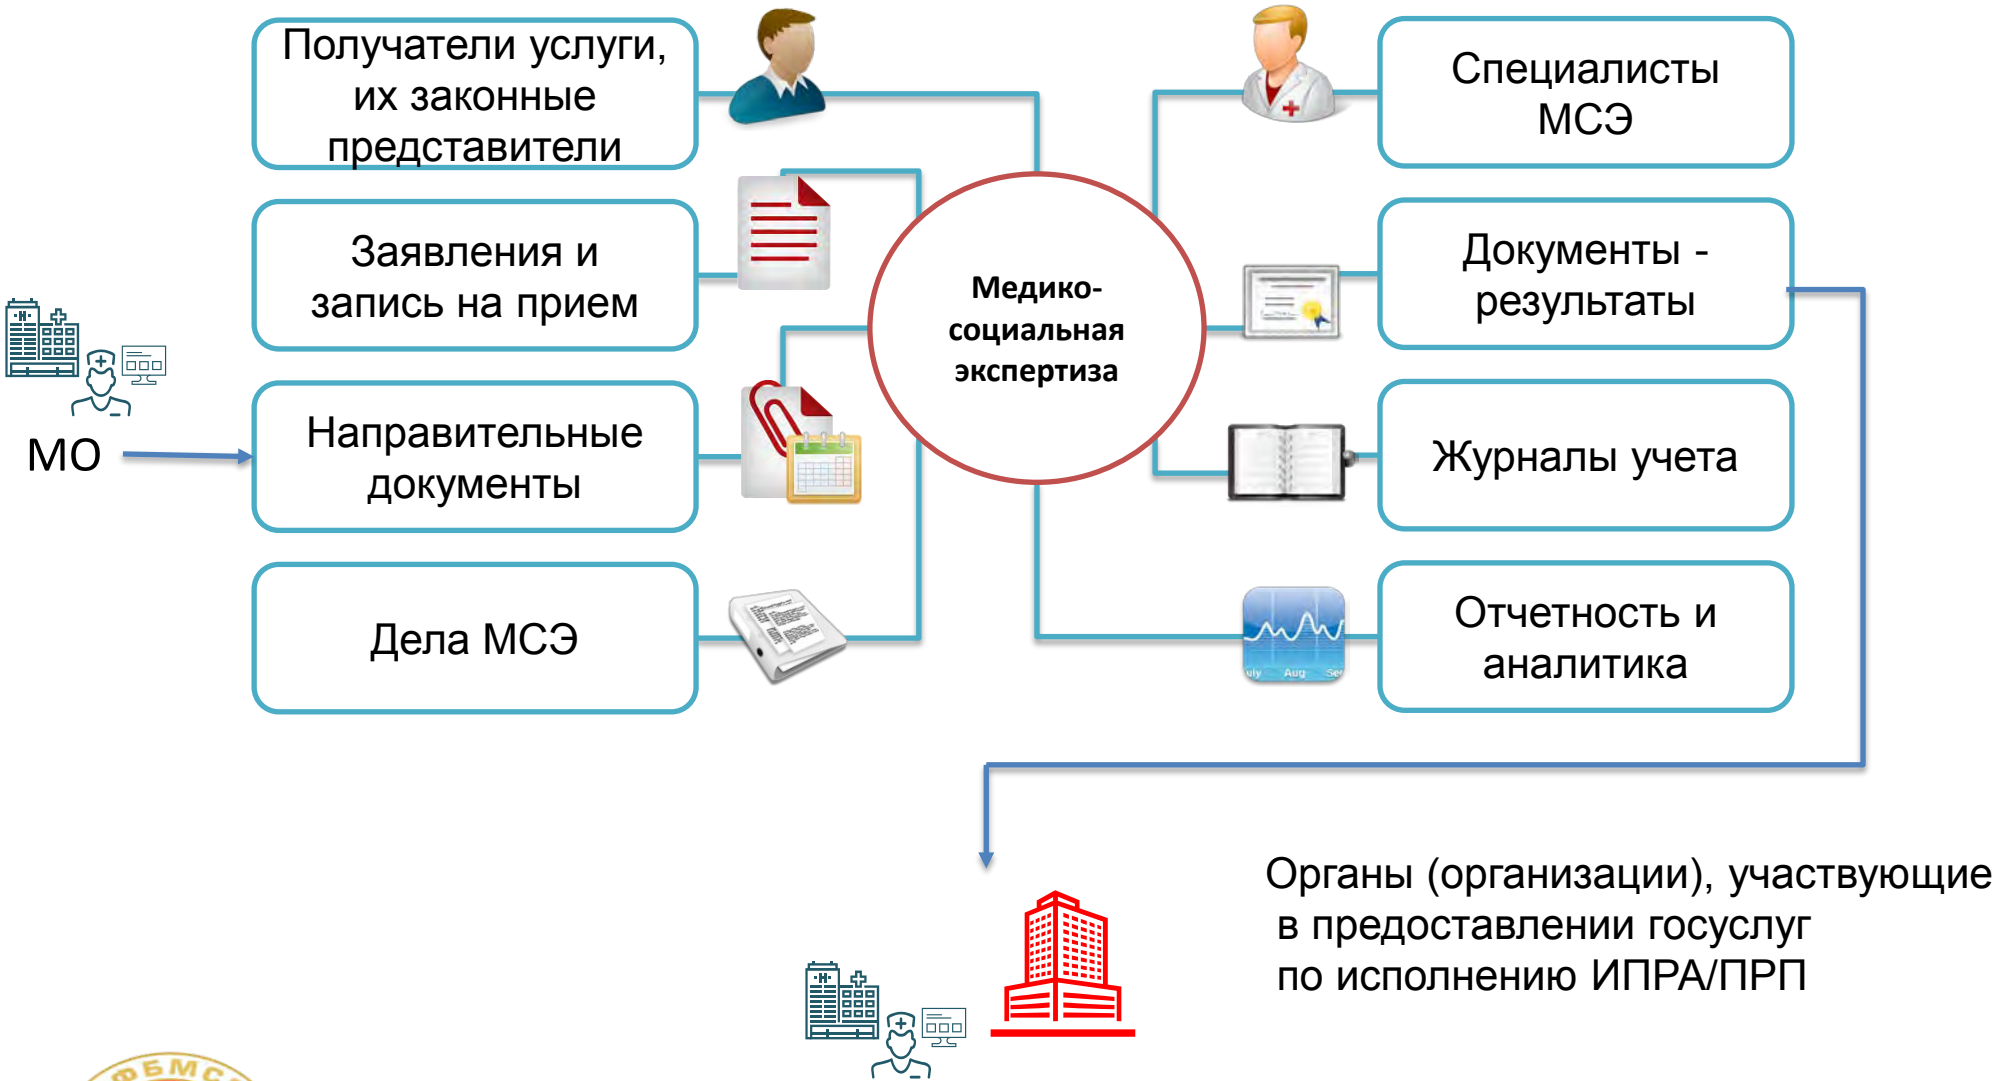 Получатели услуги,
их законные
представители
Заявления и
запись на прием
МО
Направительные
документы
Дела МСЭ
Медико-
социальная
экспертиза
Специалисты
МСЭ
Документы -
результаты
Журналы учета
Отчетность и
аналитика
Aug
Органы (организации), участвующие
в предоставлении госуслуг
по исполнению ИПРА/ПРП